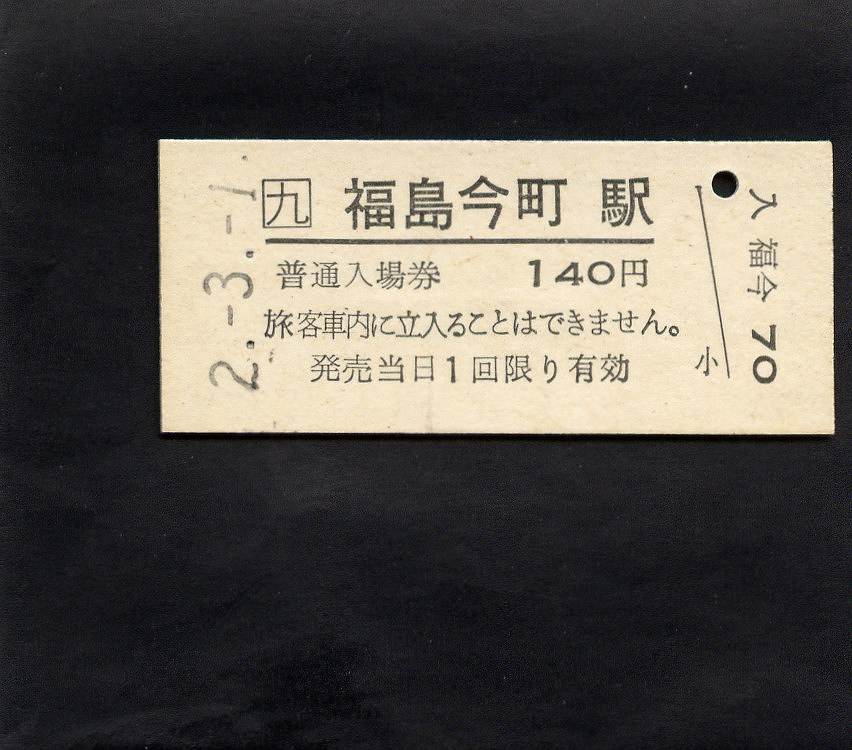 2.-3.-1.
九 福島今町 駅
普通入場券 140円
旅客車内に立入ることはできません。
発売当日1回限り有効
小
入 福今 70